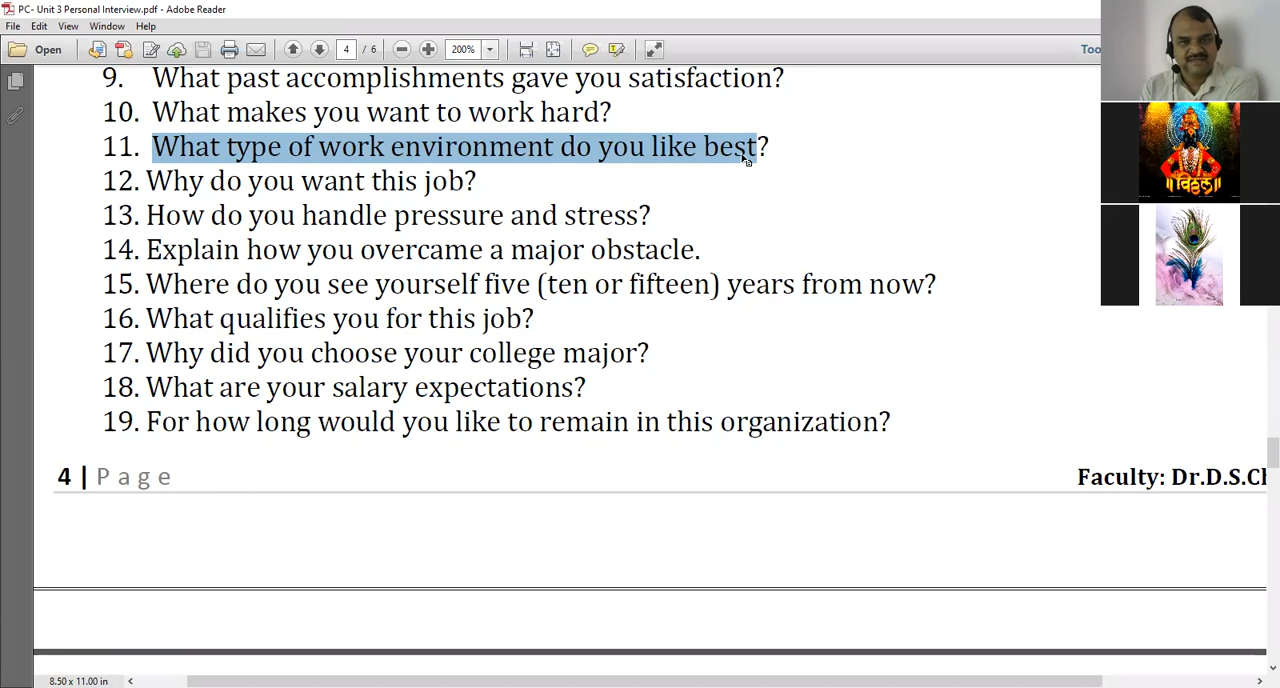 PC- Unit 3 Personal Interview.pdf - Adobe Reader
File Edit View Window Help
Open 4 / 6 200% Too
9. What past accomplishments gave you satisfaction?
10. What makes you want to work hard?
11. What type of work environment do you like best?
12. Why do you want this job?
13. How do you handle pressure and stress?
14. Explain how you overcame a major obstacle.
15. Where do you see yourself five (ten or fifteen) years from now?
16. What qualifies you for this job?
17. Why did you choose your college major?
18. What are your salary expectations?
19. For how long would you like to remain in this organization?
4 | P a g e Faculty: Dr.D.S.Ch
8.50 x 11.00 in
॥ विठ्ठल ॥